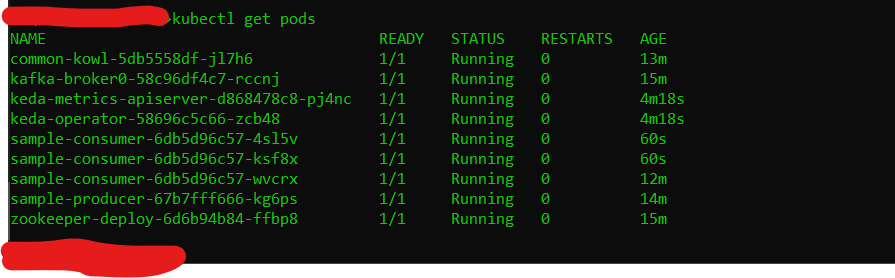 >kubectl get pods
NAME READY STATUS RESTARTS AGE
common-kowl-5db5558df-jl7h6 1/1 Running 0 13m
kafka-broker0-58c96df4c7-rccnj 1/1 Running 0 15m
keda-metrics-apiserver-d868478c8-pj4nc 1/1 Running 0 4m18s
keda-operator-58696c5c66-zcb48 1/1 Running 0 4m18s
sample-consumer-6db5d96c57-4sl5v 1/1 Running 0 60s
sample-consumer-6db5d96c57-ksf8x 1/1 Running 0 60s
sample-consumer-6db5d96c57-wvcrx 1/1 Running 0 12m
sample-producer-67b7fff666-kg6ps 1/1 Running 0 14m
zookeeper-deploy-6d6b94b84-ffbp8 1/1 Running 0 15m